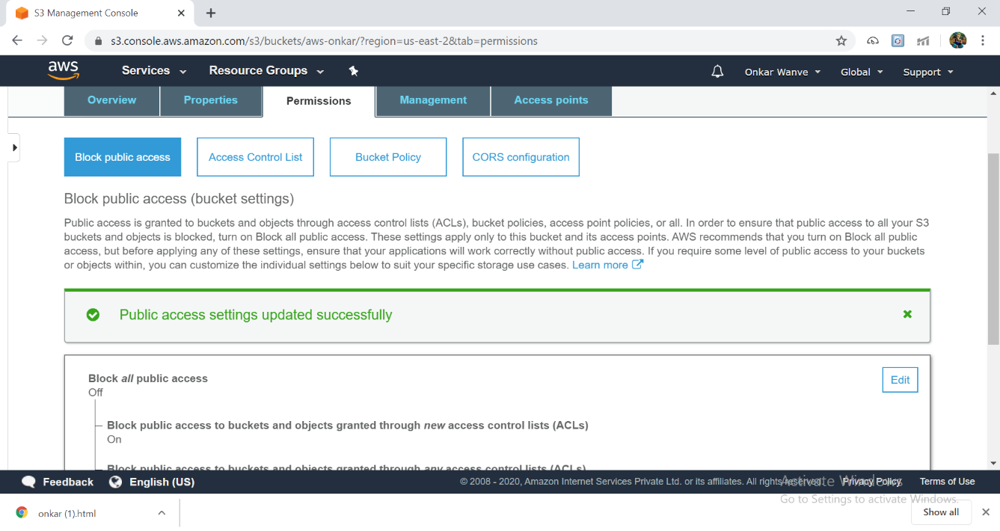 S3 Management Console
s3.console.aws.amazon.com/s3/buckets/aws-onkar/?region=us-east-2&tab=permissions
aws
Services
Resource Groups
Onkar Wanve
Global
Support
Overview
Properties
Permissions
Management
Access points
Block public access
Access Control List
Bucket Policy
CORS configuration
Block public access (bucket settings)
Public access is granted to buckets and objects through access control lists (ACLs), bucket policies, access point policies, or all. In order to ensure that public access to all your S3
buckets and objects is blocked, turn on Block all public access. These settings apply only to this bucket and its access points. AWS recommends that you turn on Block all public
access, but before applying any of these settings, ensure that your applications will work correctly without public access. If you require some level of public access to your buckets
or objects within, you can customize the individual settings below to suit your specific storage use cases. Learn more
Public access settings updated successfully
Block all public access
Edit
Off
Block public access to buckets and objects granted through new access control lists (ACLs)
On
Block public access to buckets and objects granted through any access control lists (ACLs)
Feedback
English (US)
© 2008 - 2020, Amazon Internet Services Private Ltd. or its affiliates. All rights reserved.
Privacy Policy
Terms of Use
Activate Windows
Go to Settings to activate Windows.
onkar (1).html
Show all